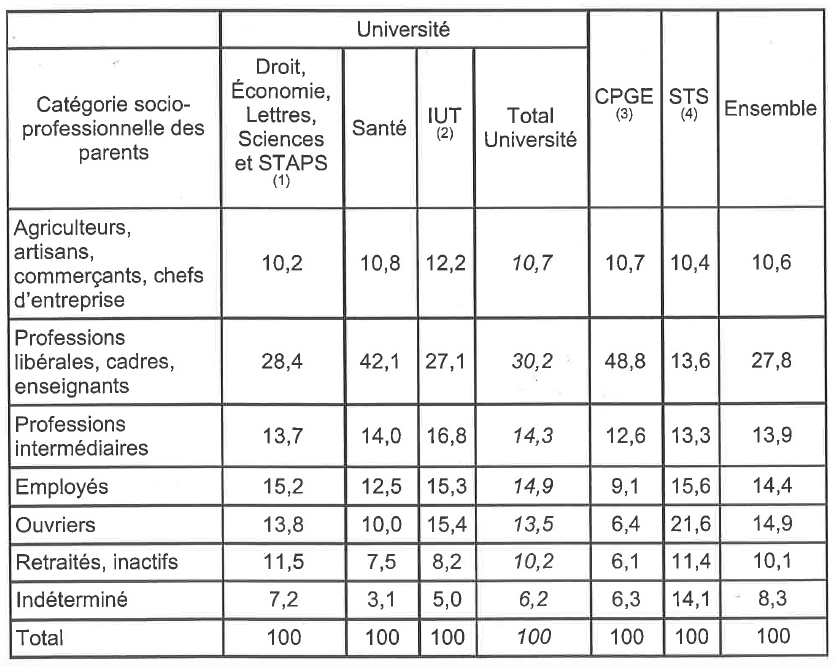 Université
Catégorie socio-
professionnelle des
parents
Droit,
Économie,
Lettres,
Sciences
et STAPS
(1)
Santé
IUT
(2)
Total
Université
CPGE
(3)
STS
(4)
Ensemble
Agriculteurs,
artisans,
commerçants, chefs
d'entreprise
10,2 10,8 12,2 10,7 10,7 10,4 10,6
Professions
libérales, cadres,
enseignants
28,4 42,1 27,1 30,2 48,8 13,6 27,8
Professions
intermédiaires
13,7 14,0 16,8 14,3 12,6 13,3 13,9
Employés 15,2 12,5 15,3 14,9 9,1 15,6 14,4
Ouvriers 13,8 10,0 15,4 13,5 6,4 21,6 14,9
Retraités, inactifs 11,5 7,5 8,2 10,2 6,1 11,4 10,1
Indéterminé 7,2 3,1 5,0 6,2 6,3 14,1 8,3
Total 100 100 100 100 100 100 100